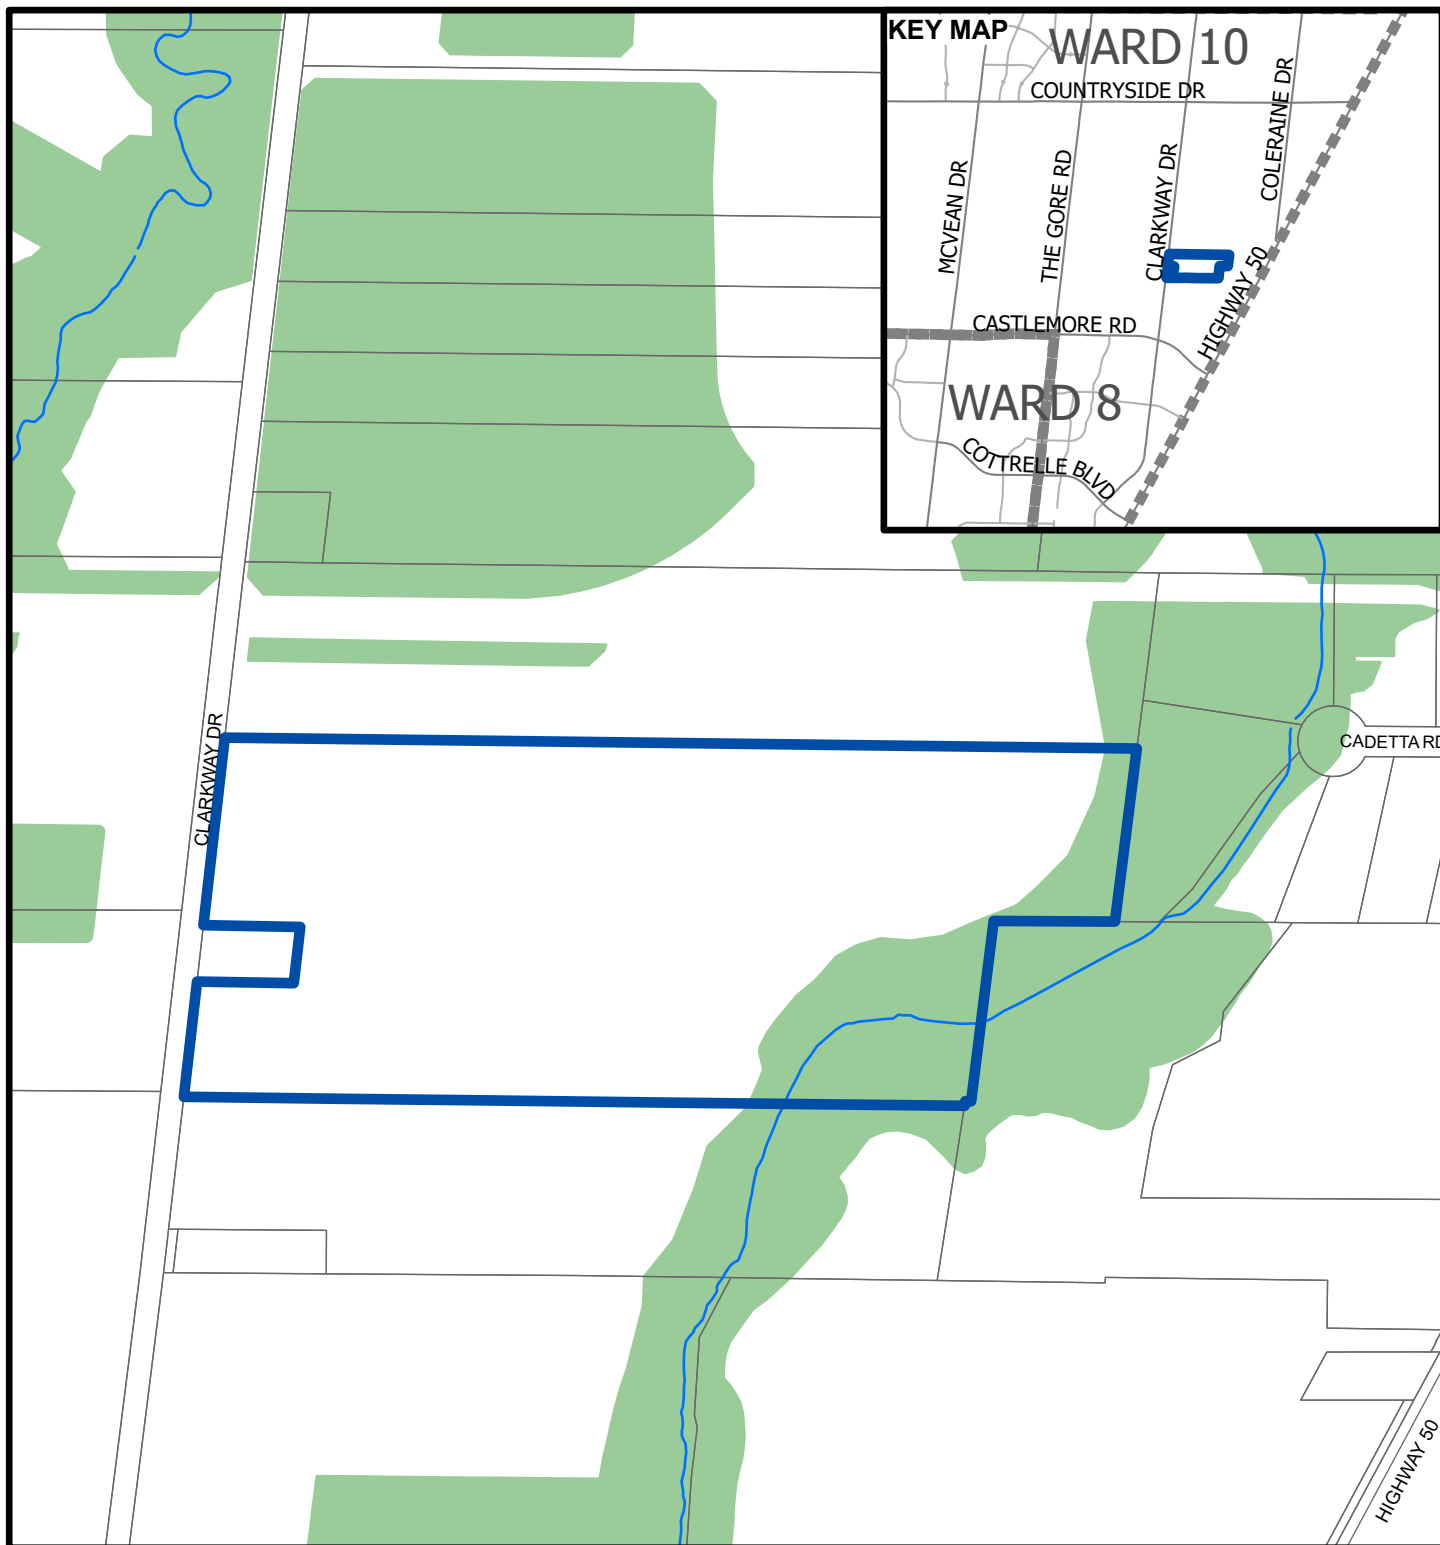 KEY MAP
WARD 10
COUNTRYSIDE DR
COLERAINE DR
MCVEAN DR
THE GORE RD
CLARKWAY DR
HIGHWAY 50
CASTLEMORE RD
WARD 8
COTTRELLE BLVD
CLARKWAY DR
CADETTA RD
HIGHWAY 50